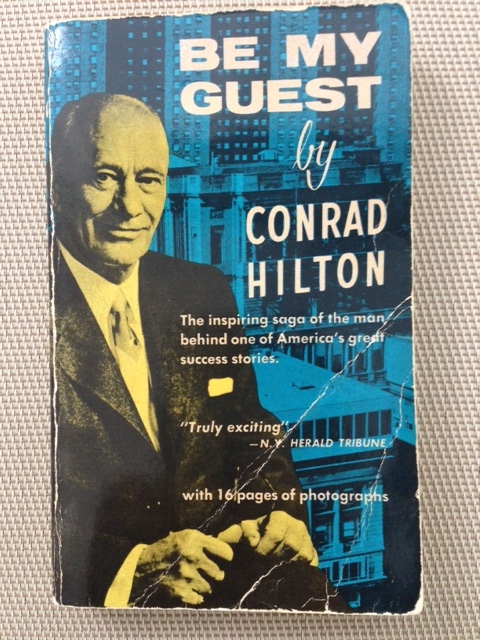 BE MY
GUEST
by
CONRAD
HILTON
The inspiring saga of the man
behind one of America's great
success stories.
"Truly exciting"
—N.Y. HERALD TRIBUNE
with 16 pages of photographs